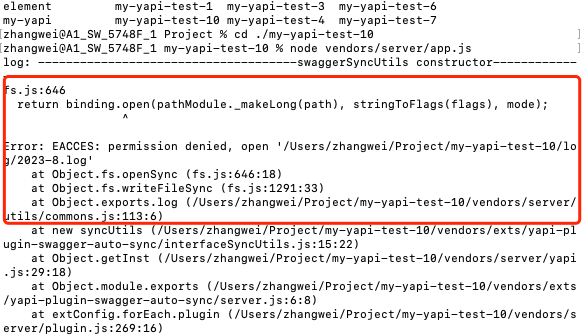 element        my-yapi-test-1  my-yapi-test-3  my-yapi-test-6
my-yapi        my-yapi-test-10 my-yapi-test-4  my-yapi-test-7
[zhangwei@A1_SW_5748F_1 Project % cd ./my-yapi-test-10 ]
[zhangwei@A1_SW_5748F_1 my-yapi-test-10 % node vendors/server/app.js ]
log: -----------------------------------swaggerSyncUtils constructor-----------
fs.js:646
  return binding.open(pathModule._makeLong(path), stringToFlags(flags), mode);
                 ^
Error: EACCES: permission denied, open '/Users/zhangwei/Project/my-yapi-test-10/lo
g/2023-8.log'
    at Object.fs.openSync (fs.js:646:18)
    at Object.fs.writeFileSync (fs.js:1291:33)
    at Object.exports.log (/Users/zhangwei/Project/my-yapi-test-10/vendors/server/
utils/commons.js:113:6)
    at new syncUtils (/Users/zhangwei/Project/my-yapi-test-10/vendors/exts/yapi-pl
ugin-swagger-auto-sync/interfaceSyncUtils.js:15:22)
    at Object.getInst (/Users/zhangwei/Project/my-yapi-test-10/vendors/server/yapi
.js:29:18)
    at Object.module.exports (/Users/zhangwei/Project/my-yapi-test-10/vendors/exts
/yapi-plugin-swagger-auto-sync/server.js:6:8)
    at extConfig.forEach.plugin (/Users/zhangwei/Project/my-yapi-test-10/vendors/s
erver/plugin.js:269:16)